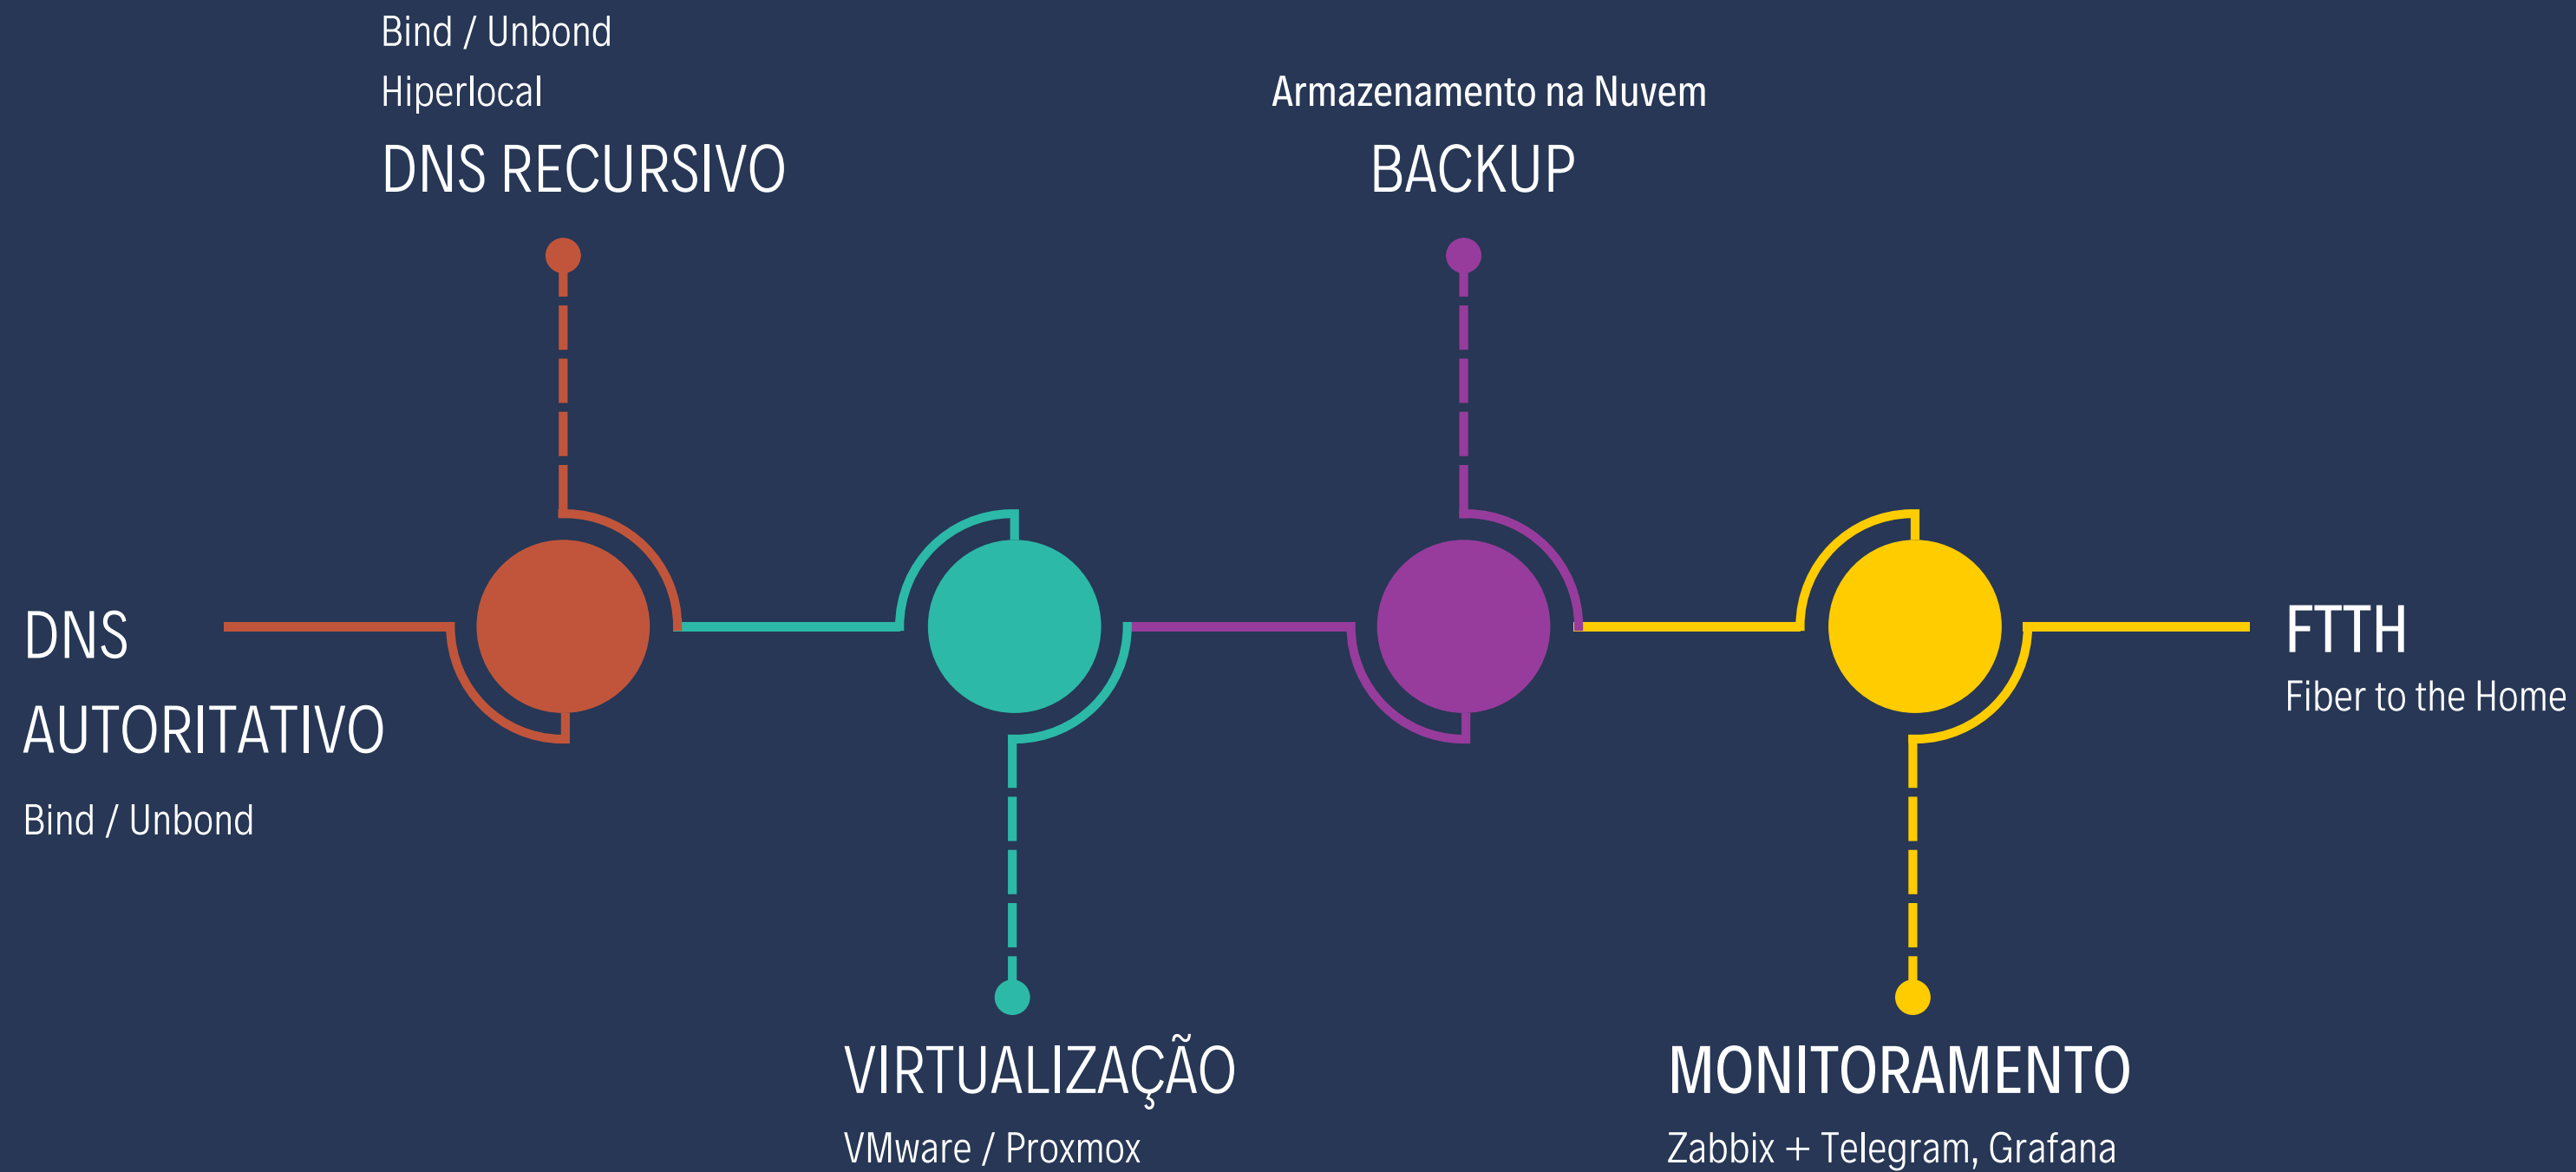 Bind / Unbond
Hiperlocal
DNS RECURSIVO
Armazenamento na Nuvem
BACKUP
DNS
AUTORITATIVO
Bind / Unbond
FTTH
Fiber to the Home
VIRTUALIZAÇÃO
VMware / Proxmox
MONITORAMENTO
Zabbix + Telegram, Grafana